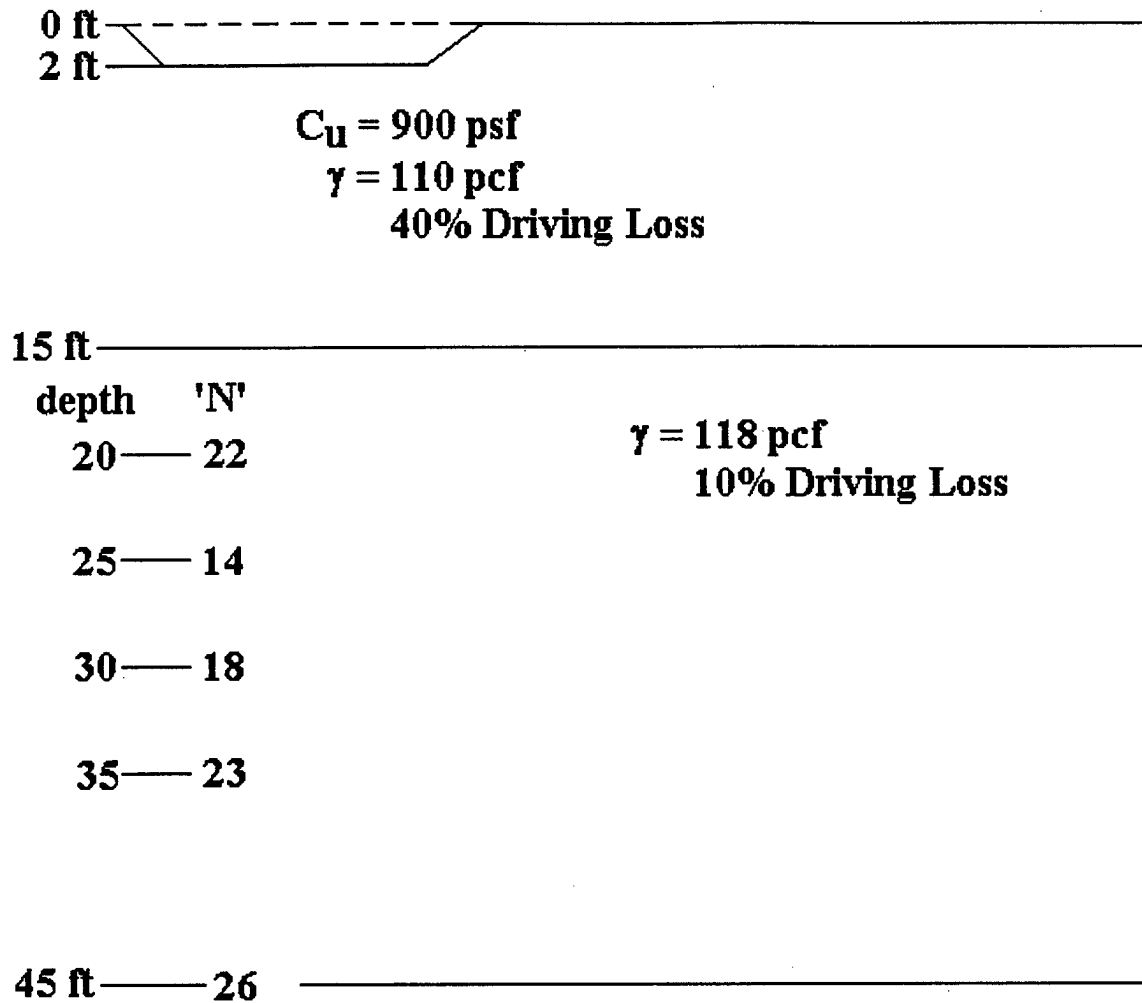 0 ft
2 ft
Cu = 900 psf
γ = 110 pcf
40% Driving Loss
15 ft
depth 'N'
γ = 118 pcf
20 22
10% Driving Loss
25 14
30 18
35 23
45 ft 26